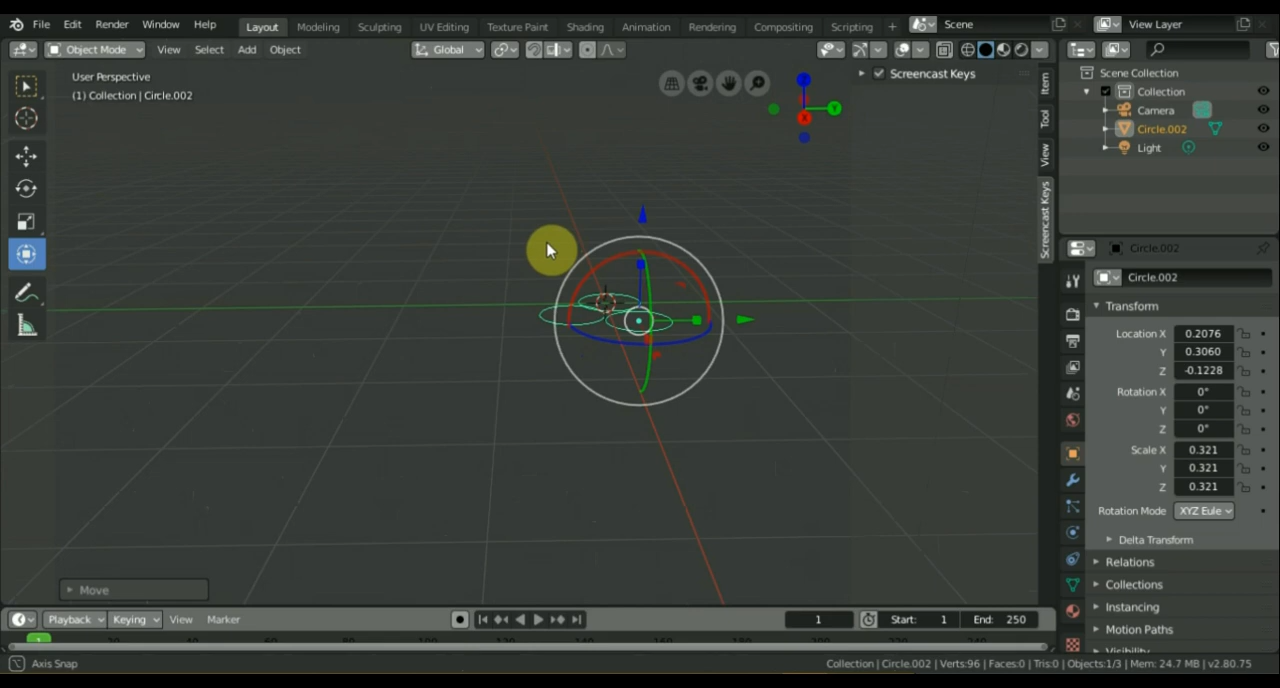 File Edit Render Window Help Layout Modeling Sculpting UV Editing Texture Paint Shading Animation Rendering Compositing Scripting + Scene View Layer
Object Mode View Select Add Object Global
User Perspective
(1) Collection | Circle.002
Screencast Keys
Z
Y
X
Item
Tool
View
Screencast Keys
Scene Collection
Collection
Camera
Circle.002
Light
Circle.002
Circle.002
Transform
Location X 0.2076
Y 0.3060
Z -0.1228
Rotation X 0°
Y 0°
Z 0°
Scale X 0.321
Y 0.321
Z 0.321
Rotation Mode XYZ Eule
Delta Transform
Relations
Collections
Instancing
Motion Paths
Visibility
Move
Playback Keying View Marker 1 Start: 1 End: 250
1
Axis Snap Collection | Circle.002 | Verts:96 | Faces:0 | Tris:0 | Objects:1/3 | Mem: 24.7 MB | v2.80.75